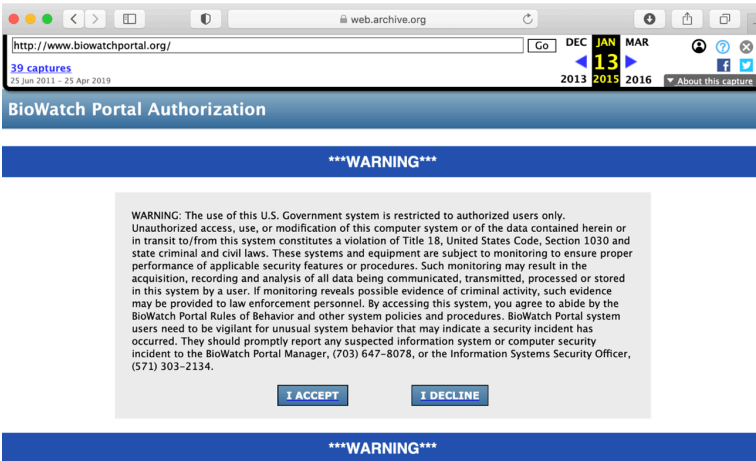 web.archive.org
http://www.biowatchportal.org/
Go
DEC JAN MAR
13
2013 2015 2016
39 captures
25 Jun 2011 – 25 Apr 2019
About this capture
BioWatch Portal Authorization
***WARNING***
WARNING: The use of this U.S. Government system is restricted to authorized users only.
Unauthorized access, use, or modification of this computer system or of the data contained herein or
in transit to/from this system constitutes a violation of Title 18, United States Code, Section 1030 and
state criminal and civil laws. These systems and equipment are subject to monitoring to ensure proper
performance of applicable security features or procedures. Such monitoring may result in the
acquisition, recording and analysis of all data being communicated, transmitted, processed or stored
in this system by a user. If monitoring reveals possible evidence of criminal activity, such evidence
may be provided to law enforcement personnel. By accessing this system, you agree to abide by the
BioWatch Portal Rules of Behavior and other system policies and procedures. BioWatch Portal system
users need to be vigilant for unusual system behavior that may indicate a security incident has
occurred. They should promptly report any suspected information system or computer security
incident to the BioWatch Portal Manager, (703) 647-8078, or the Information Systems Security Officer,
(571) 303-2134.
I ACCEPT
I DECLINE
***WARNING***